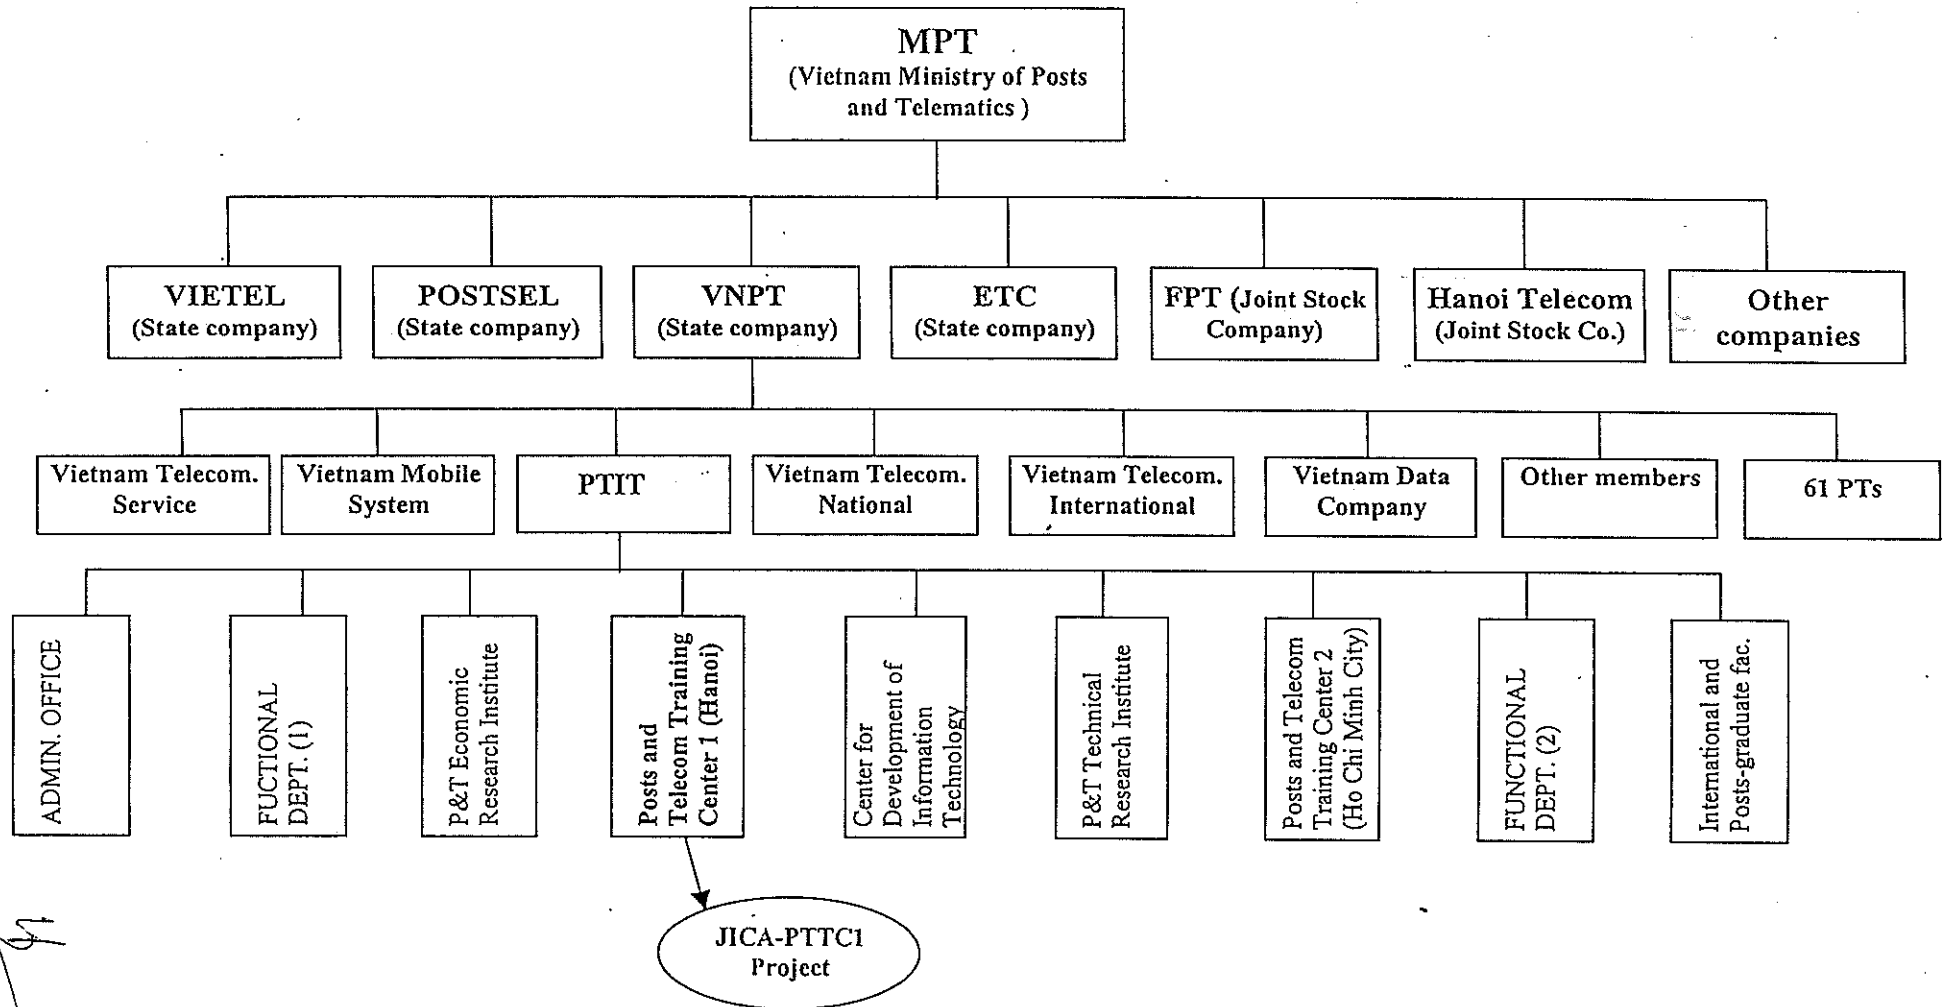 MPT
(Vietnam Ministry of Posts
and Telematics )
VIETEL
(State company)
POSTSEL
(State company)
VNPT
(State company)
ETC
(State company)
FPT (Joint Stock
Company)
Hanoi Telecom
(Joint Stock Co.)
Other
companies
Vietnam Telecom.
Service
Vietnam Mobile
System
PTIT
Vietnam Telecom.
National
Vietnam Telecom.
International
Vietnam Data
Company
Other members
61 PTs
ADMN. OFFICE
FUCTIONAL
DEPT. (1)
P&T Economic
Research Institute
Posts and
Telecom Training
Center 1 (Hanoi)
Center for
Development of
Information
Technology
P&T Technical
Research Institute
Posts and Telecom
Training Center 2
(Ho Chi Minh City)
FUNCTIONAL
DEPT. (2)
International and
Posts-graduate fac.
JICA-PTTC1
Project